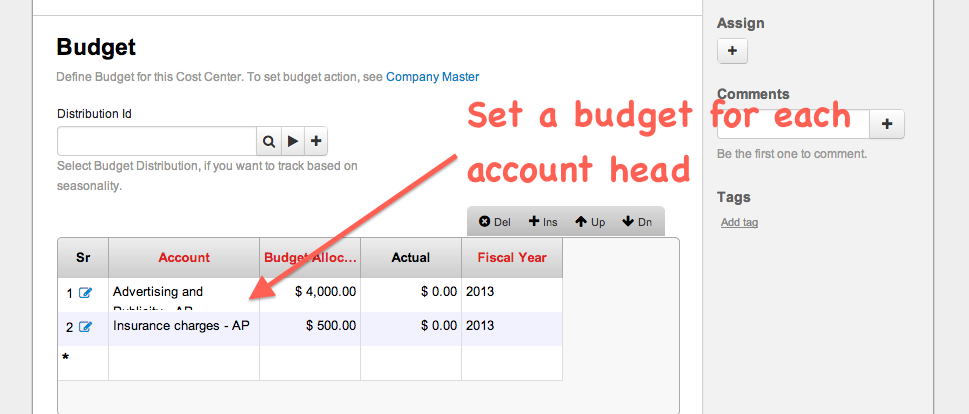 Budget
Define Budget for this Cost Center. To set budget action, see Company Master
Distribution Id
Select Budget Distribution, if you want to track based on
seasonality.
Set a budget for each
account head
Del Ins Up Dn
Sr Account Budget Alloc... Actual Fiscal Year
1 Advertising and $ 4,000.00 $ 0.00 2013
Publicity - AP
2 Insurance charges - AP $ 500.00 $ 0.00 2013
*
Assign
+
Comments
+
Be the first one to comment.
Tags
Add tag